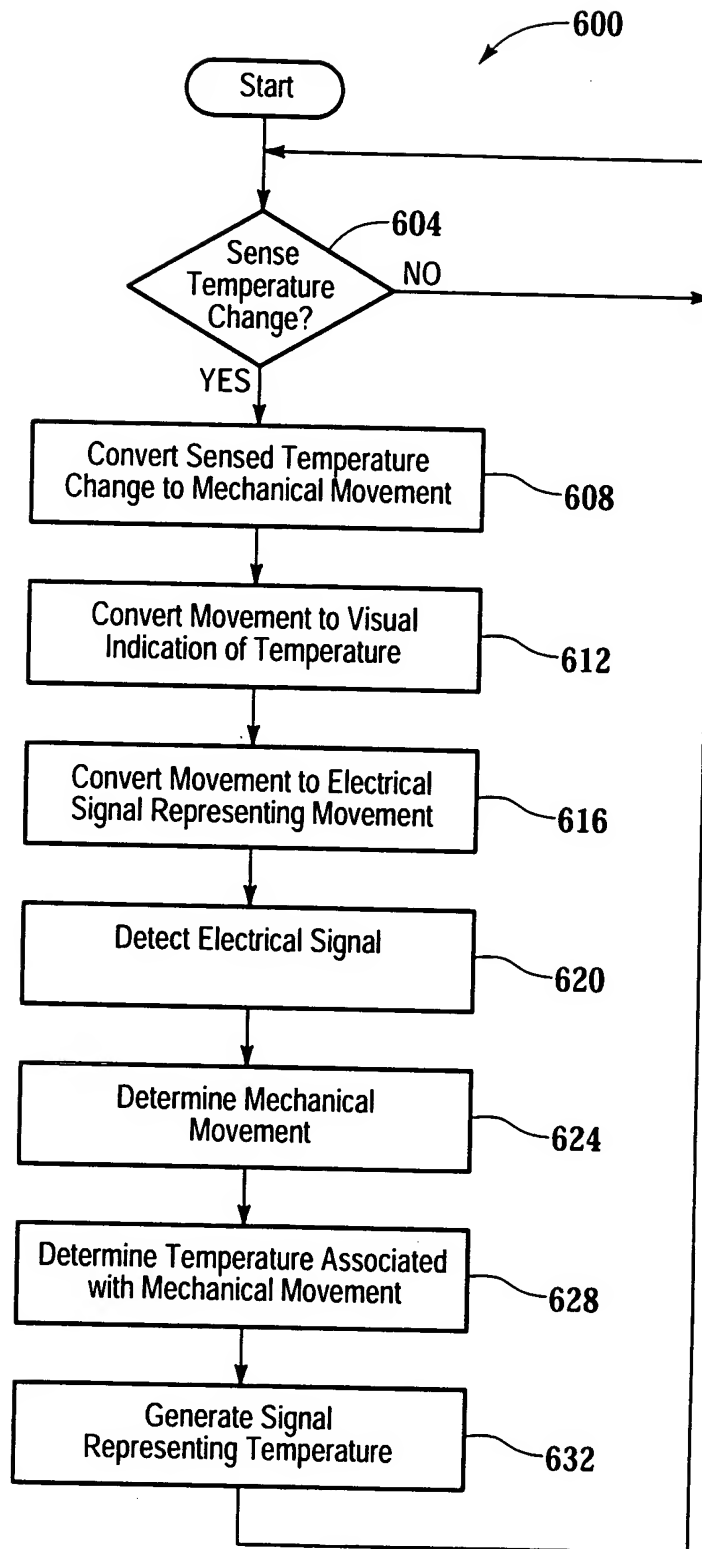 600
Start
604
Sense
Temperature
Change?
NO
YES
Convert Sensed Temperature
Change to Mechanical Movement
608
Convert Movement to Visual
Indication of Temperature
612
Convert Movement to Electrical
Signal Representing Movement
616
Detect Electrical Signal
620
Determine Mechanical
Movement
624
Determine Temperature Associated
with Mechanical Movement
628
Generate Signal
Representing Temperature
632